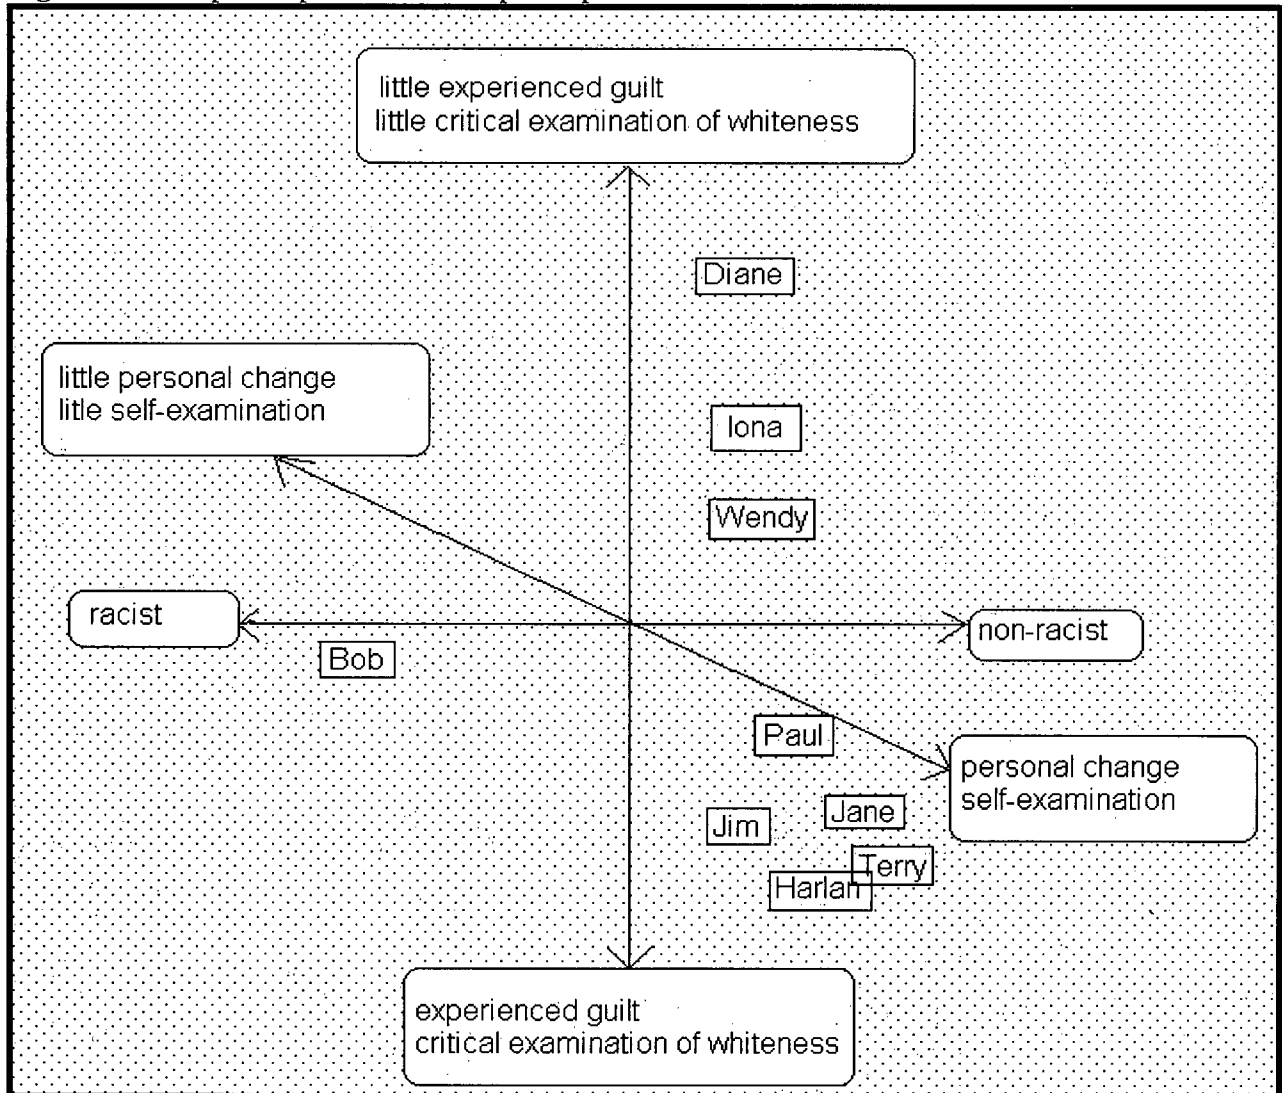 little experienced guilt
little critical examination of whiteness
Diane
little personal change
litle self-examination
Iona
Wendy
racist
non-racist
Bob
Paul
personal change
self-examination
Jane
Jim
Terry
Harlan
experienced guilt
critical examination of whiteness